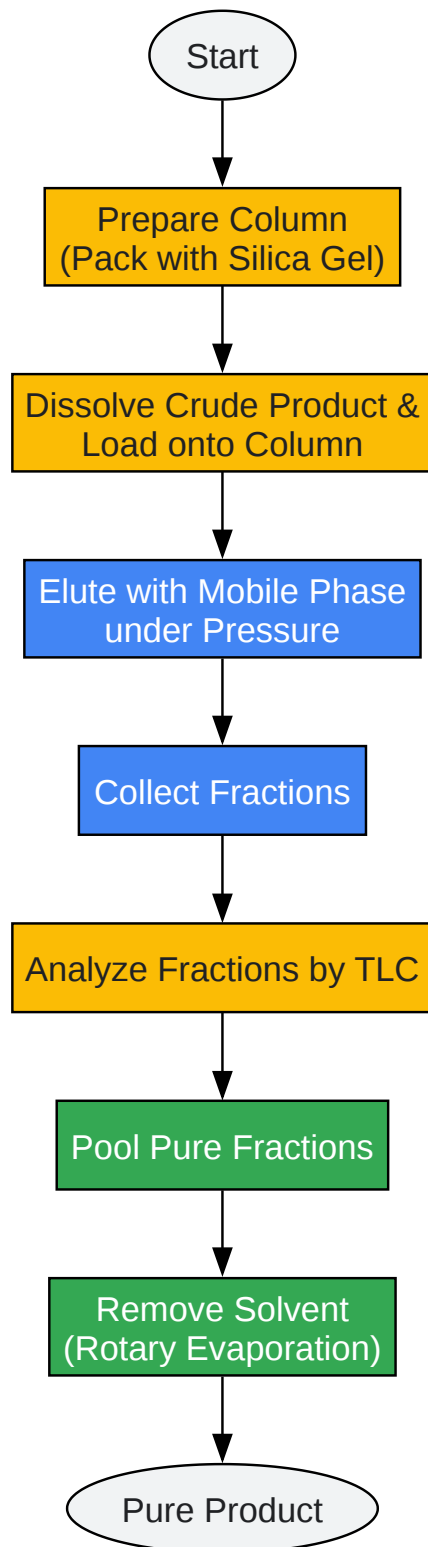 Start
Prepare Column
(Pack with Silica Gel)
Dissolve Crude Product &
Load onto Column
Elute with Mobile Phase
under Pressure
Collect Fractions
Analyze Fractions by TLC
Pool Pure Fractions
Remove Solvent
(Rotary Evaporation)
Pure Product